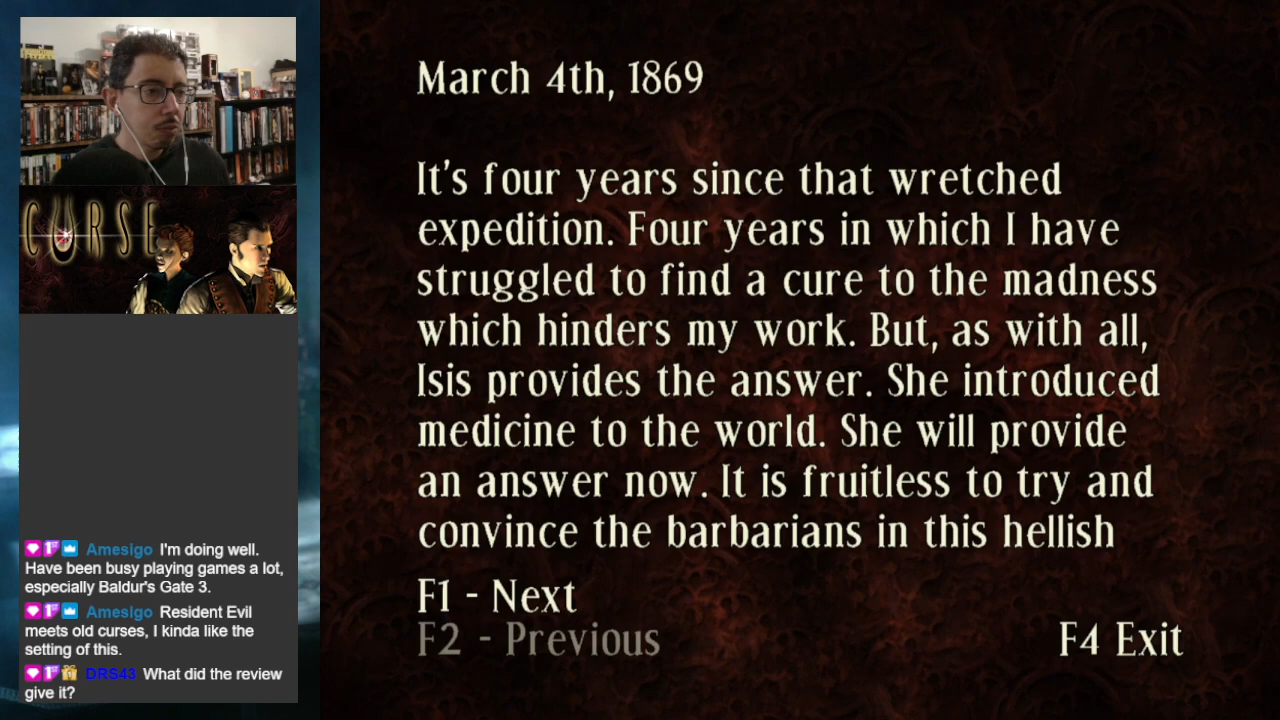 CURSE
Amesigo I'm doing well.
Have been busy playing games a lot,
especially Baldur's Gate 3.
Amesigo Resident Evil
meets old curses, I kinda like the
setting of this.
DRS43 What did the review
give it?
March 4th, 1869
It's four years since that wretched
expedition. Four years in which I have
struggled to find a cure to the madness
which hinders my work. But, as with all,
Isis provides the answer. She introduced
medicine to the world. She will provide
an answer now. It is fruitless to try and
convince the barbarians in this hellish
F1 - Next
F2 - Previous
F4 Exit